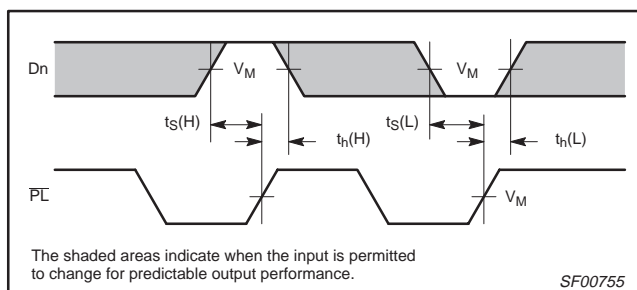 Dn
VM
VM
tS(H)
th(H)
tS(L)
th(L)
PL
VM
The shaded areas indicate when the input is permitted
to change for predictable output performance.
SF00755